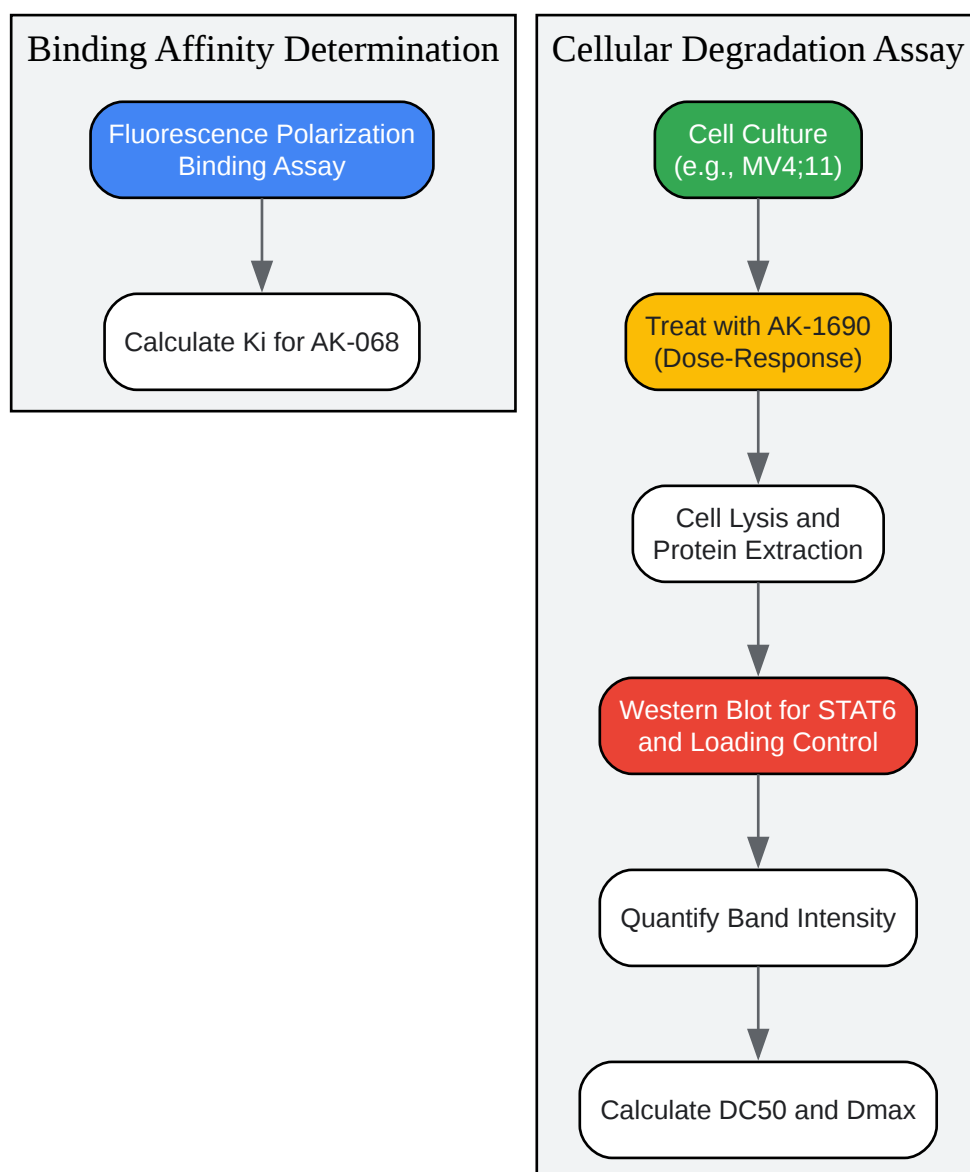 Binding Affinity Determination
Fluorescence Polarization
Binding Assay
Calculate Ki for AK-068
Cellular Degradation Assay
Cell Culture
(e.g., MV4;11)
Treat with AK-1690
(Dose-Response)
Cell Lysis and
Protein Extraction
Western Blot for STAT6
and Loading Control
Quantify Band Intensity
Calculate DC50 and Dmax